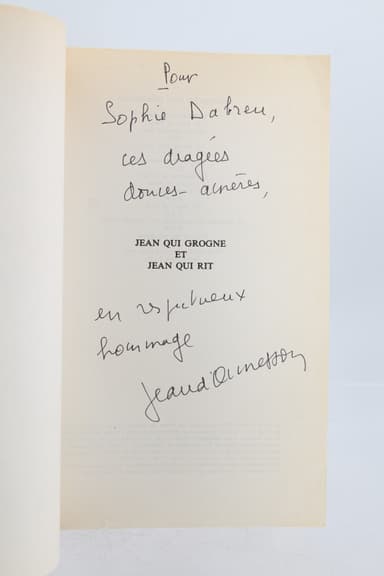 Pour
Sophie Dabreu,
ces dragées
douces-amères,
JEAN QUI GROGNE
ET
JEAN QUI RIT
en respectueux
hommage
Jean d'Ormesson